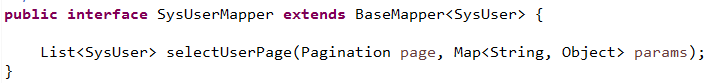 public interface SysUserMapper extends BaseMapper<SysUser> {
List<SysUser> selectUserPage(Pagination page, Map<String, Object> params);
}